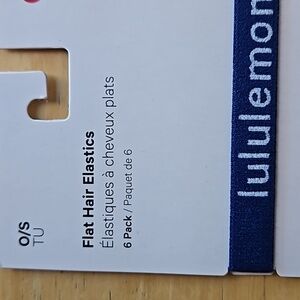 Flat Hair Elastics
Élastiques à cheveux plats
6 Pack / Paquet de 6
O/S
TU
lululemon